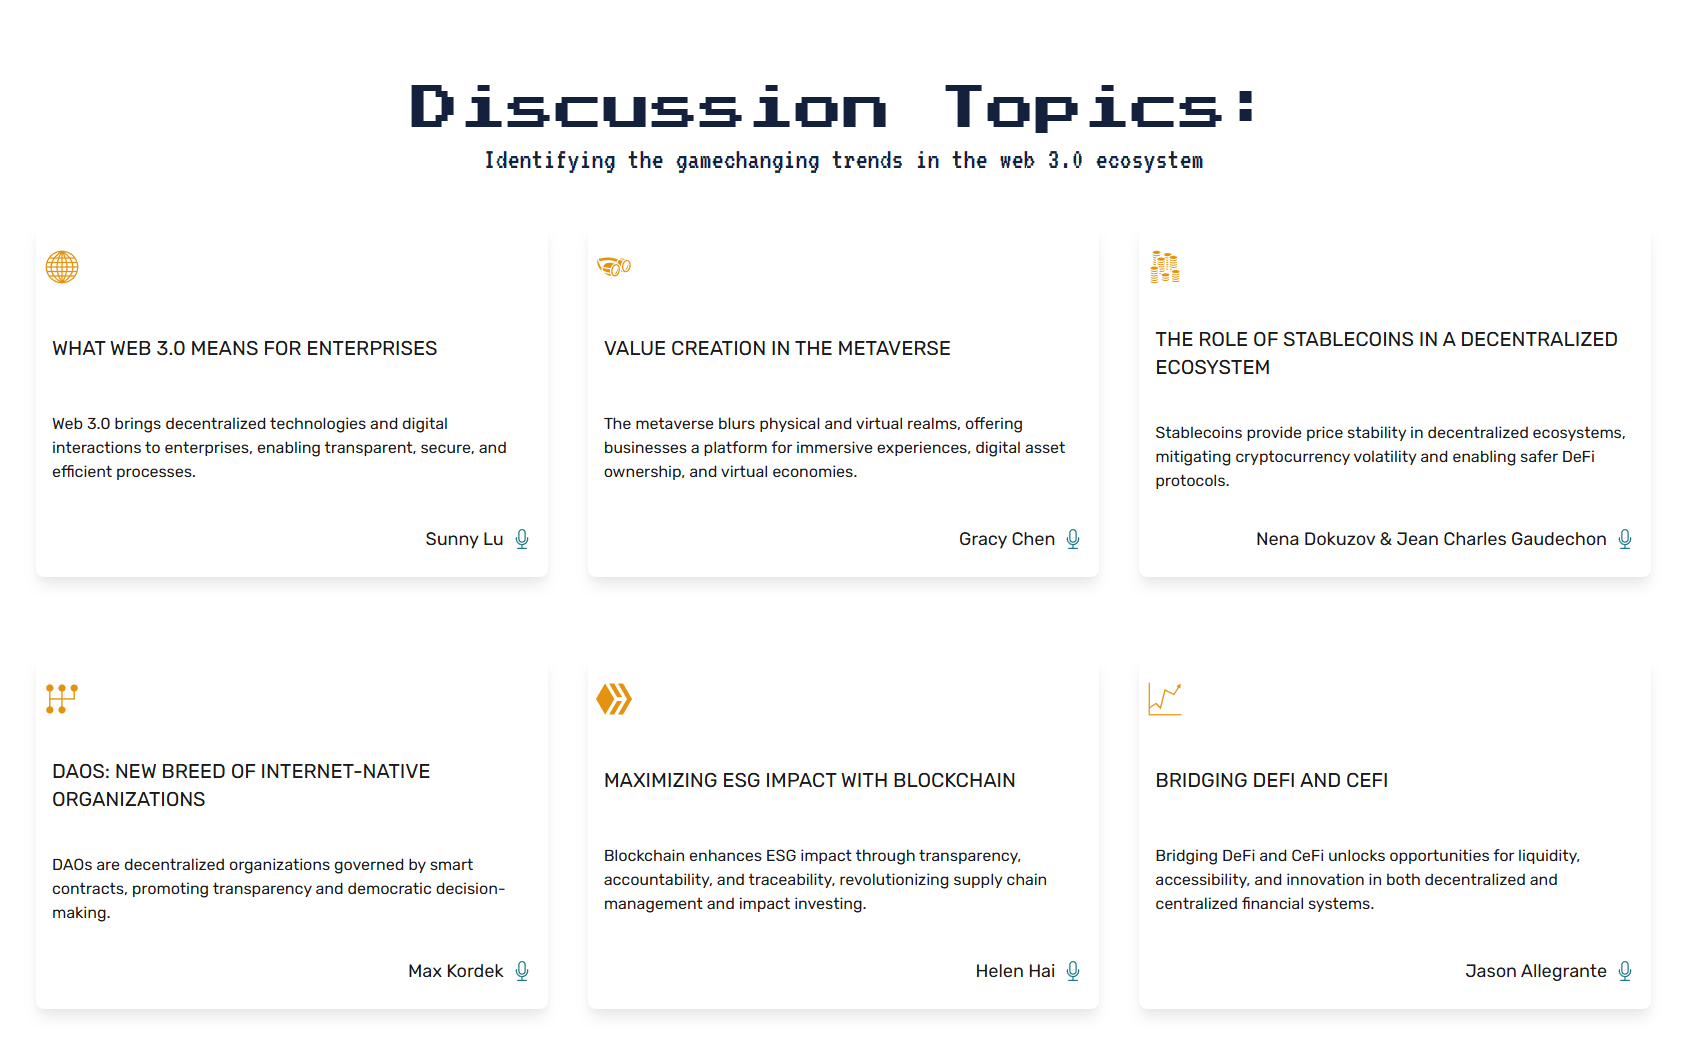 Discussion Topics:
Identifying the gamechanging trends in the web 3.0 ecosystem
WHAT WEB 3.0 MEANS FOR ENTERPRISES
Web 3.0 brings decentralized technologies and digital
interactions to enterprises, enabling transparent, secure, and
efficient processes.
Sunny Lu
VALUE CREATION IN THE METAVERSE
The metaverse blurs physical and virtual realms, offering
businesses a platform for immersive experiences, digital asset
ownership, and virtual economies.
Gracy Chen
THE ROLE OF STABLECOINS IN A DECENTRALIZED
ECOSYSTEM
Stablecoins provide price stability in decentralized ecosystems,
mitigating cryptocurrency volatility and enabling safer DeFi
protocols.
Nena Dokuzov & Jean Charles Gaudechon
DAOS: NEW BREED OF INTERNET-NATIVE
ORGANIZATIONS
DAOs are decentralized organizations governed by smart
contracts, promoting transparency and democratic decision-
making.
Max Kordek
MAXIMIZING ESG IMPACT WITH BLOCKCHAIN
Blockchain enhances ESG impact through transparency,
accountability, and traceability, revolutionizing supply chain
management and impact investing.
Helen Hai
BRIDGING DEFI AND CEFI
Bridging DeFi and CeFi unlocks opportunities for liquidity,
accessibility, and innovation in both decentralized and
centralized financial systems.
Jason Allegrante